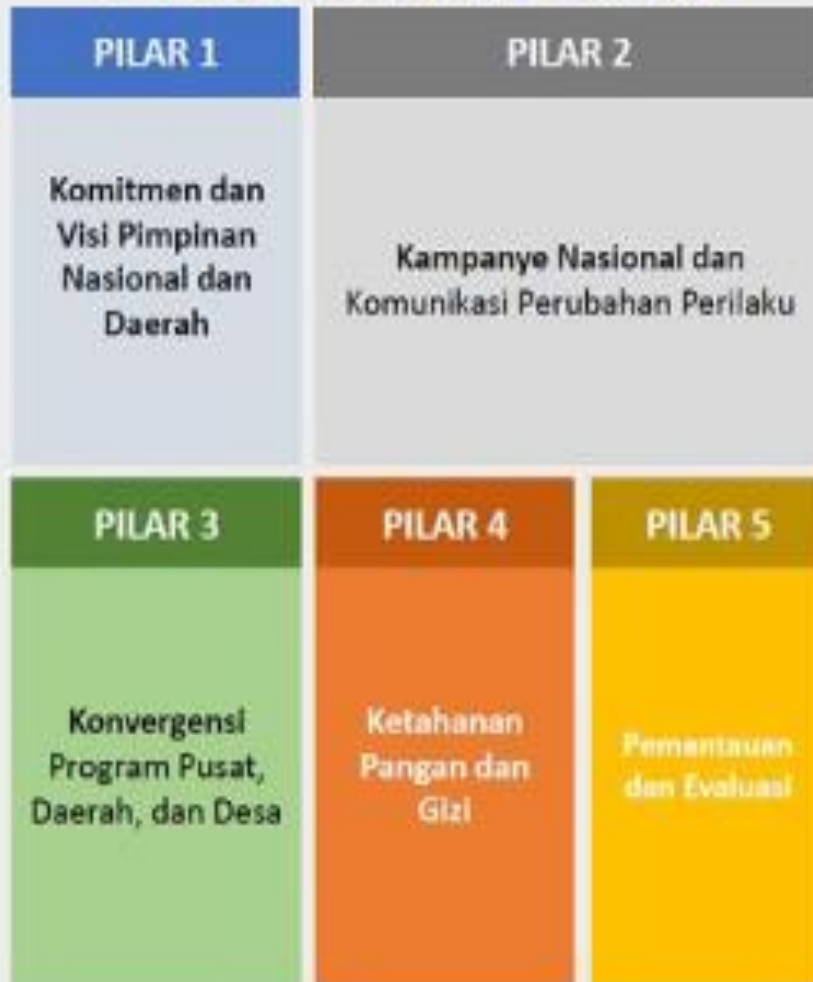 PILAR 1
Komitmen dan
Visi Pimpinan
Nasional dan
Daerah
PILAR 2
Kampanye Nasional dan
Komunikasi Perubahan Perilaku
PILAR 3
Konvergensi
Program Pusat,
Daerah, dan Desa
PILAR 4
Ketahanan
Pangan dan
Gizi
PILAR 5
Pemantauan
dan Evaluasi